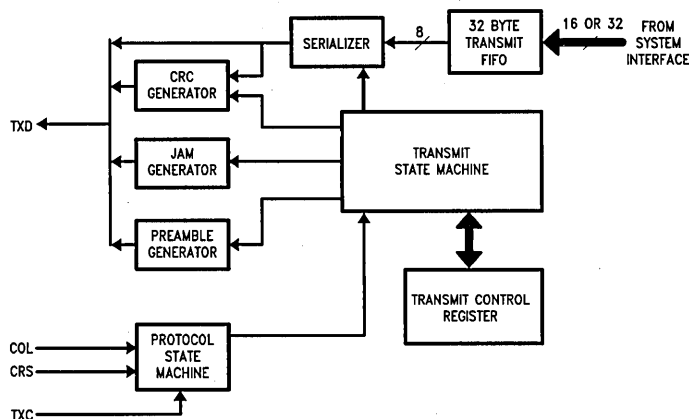 SERIALIZER
8
32 BYTE
TRANSMIT
FIFO
16 OR 32
FROM
SYSTEM
INTERFACE
CRC
GENERATOR
TXD
JAM
GENERATOR
TRANSMIT
STATE MACHINE
PREAMBLE
GENERATOR
TRANSMIT CONTROL
REGISTER
COL
CRS
TXC
PROTOCOL
STATE
MACHINE